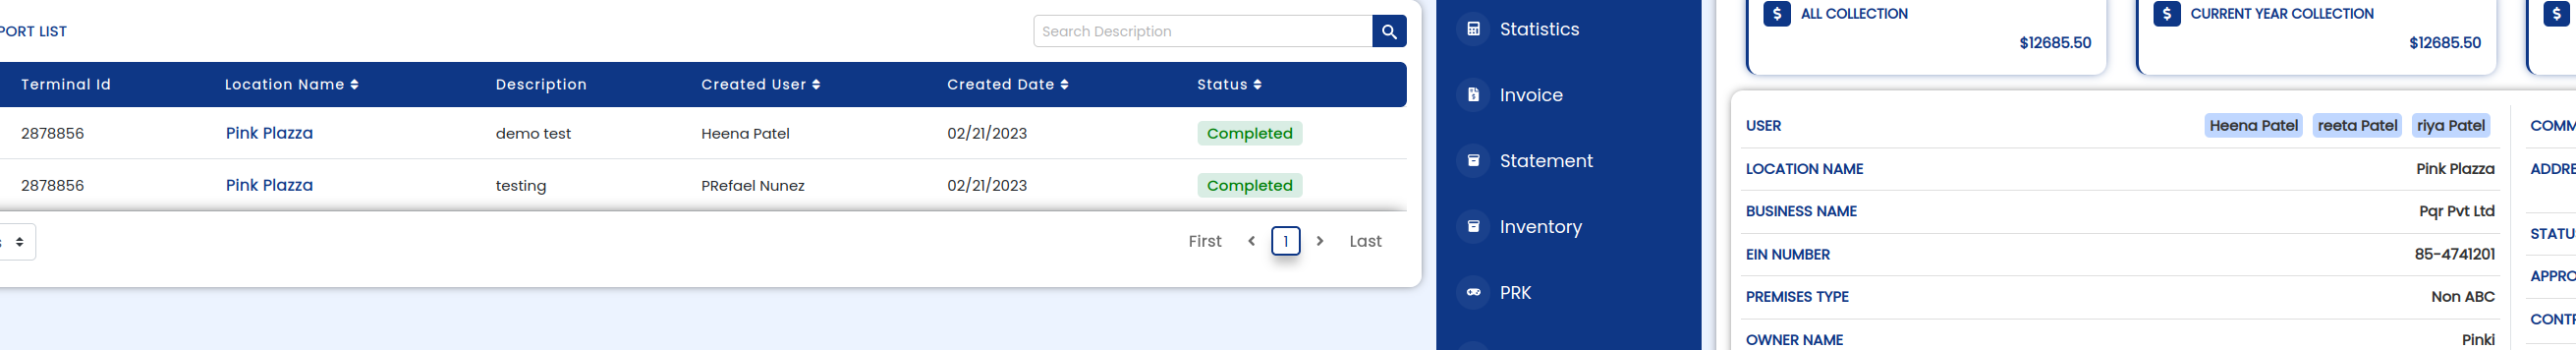 PORT LIST
Search Description
Terminal Id Location Name Description Created User Created Date Status
2878856 Pink Plazza demo test Heena Patel 02/21/2023 Completed
2878856 Pink Plazza testing PRefael Nunez 02/21/2023 Completed
First 1 Last
Statistics
Invoice
Statement
Inventory
PRK
$ ALL COLLECTION
$12685.50
$ CURRENT YEAR COLLECTION
$12685.50
$
USER Heena Patel reeta Patel riya Patel
LOCATION NAME Pink Plazza
BUSINESS NAME Pqr Pvt Ltd
EIN NUMBER 85-4741201
PREMISES TYPE Non ABC
OWNER NAME Pinki
COMM
ADDRE
STATU
APPRO
CONT